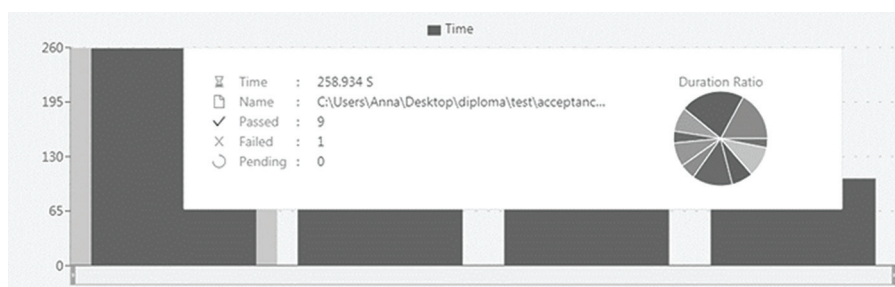 Time
260
195
130
65
0
Time : 258.934 S
Name : C:\Users\Anna\Desktop\diploma\test\acceptanc...
Passed : 9
Failed : 1
Pending : 0
Duration Ratio